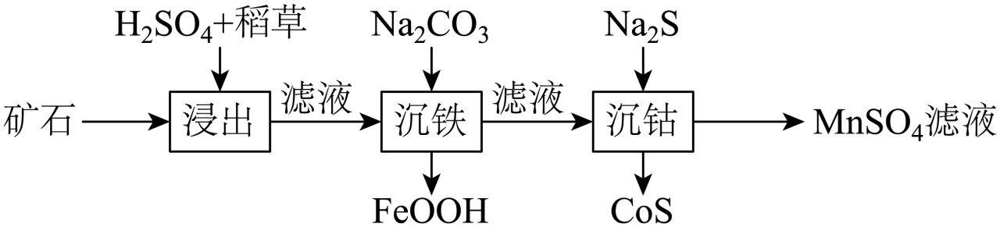 H₂SO₄+稻草 Na₂CO₃ Na₂S
滤液 滤液
矿石 浸出 沉铁 沉钴 MnSO₄滤液
FeOOH CoS